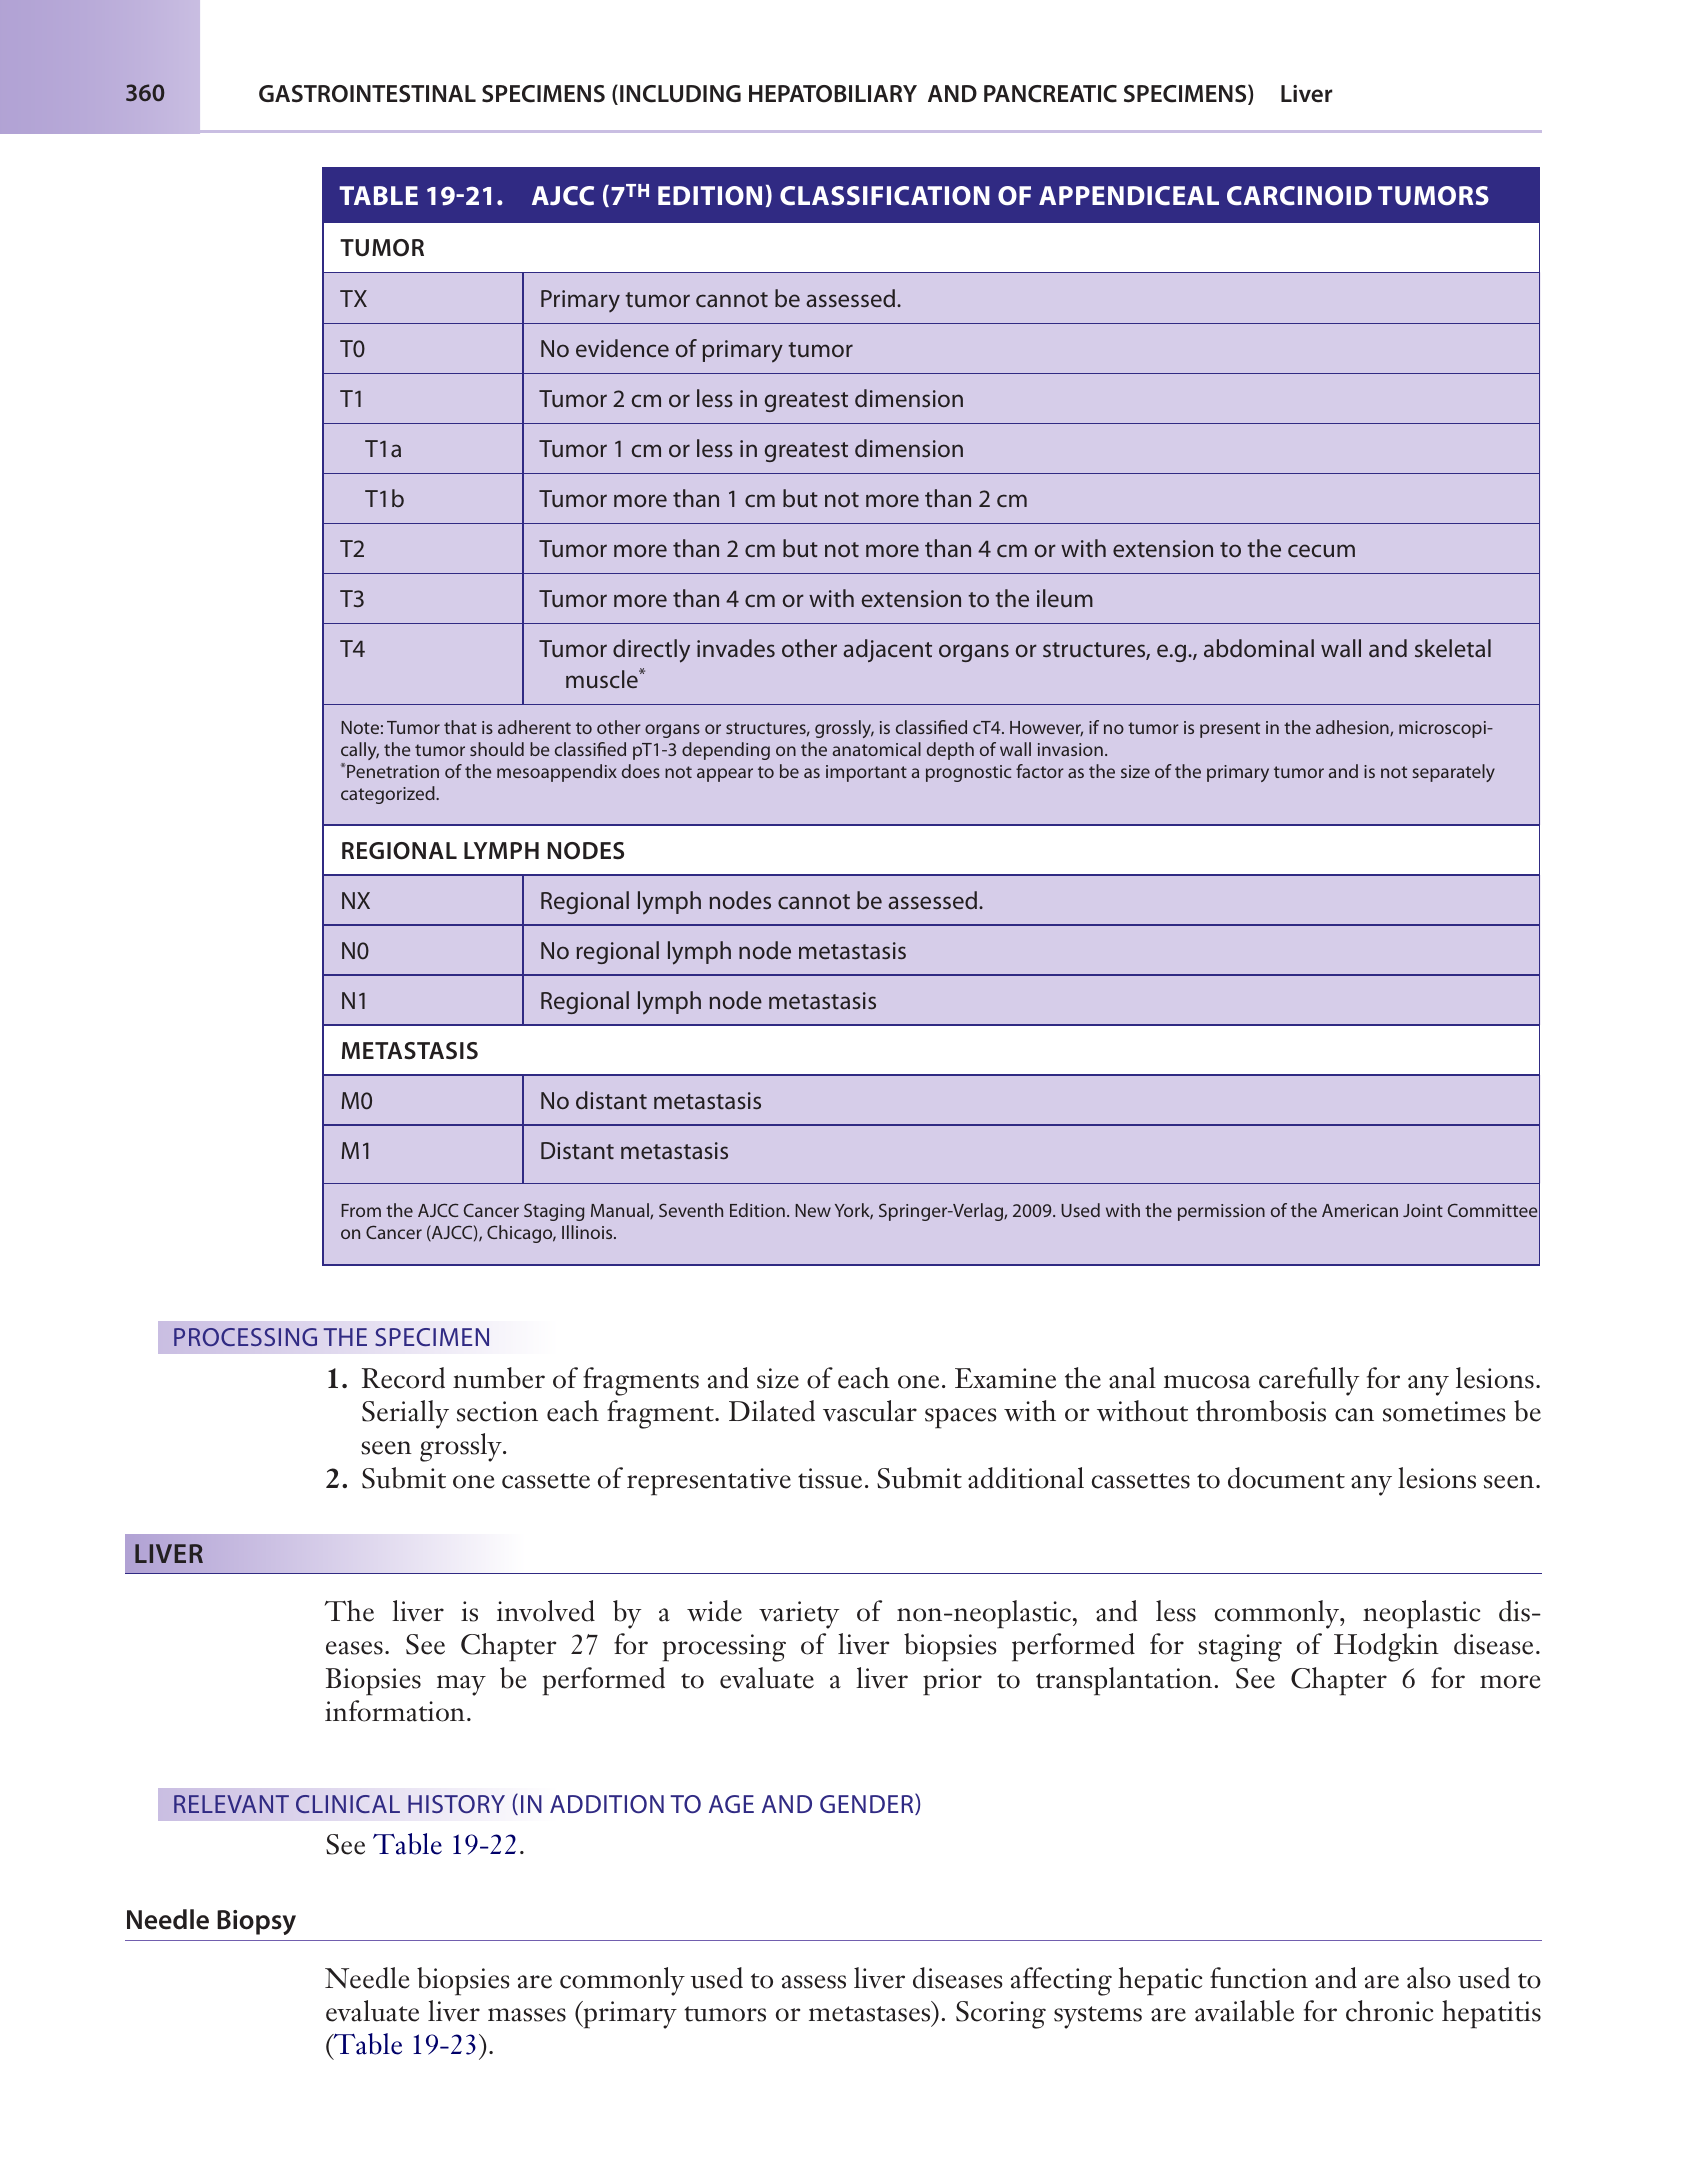 360
GASTROINTESTINAL SPECIMENS (INCLUDING HEPATOBILIARY AND PANCREATIC SPECIMENS) Liver
TABLE 19-21. AJCC (7TH EDITION) CLASSIFICATION OF APPENDICEAL CARCINOID TUMORS
TUMOR
TX Primary tumor cannot be assessed.
T0 No evidence of primary tumor
T1 Tumor 2 cm or less in greatest dimension
T1a Tumor 1 cm or less in greatest dimension
T1b Tumor more than 1 cm but not more than 2 cm
T2 Tumor more than 2 cm but not more than 4 cm or with extension to the cecum
T3 Tumor more than 4 cm or with extension to the ileum
T4 Tumor directly invades other adjacent organs or structures, e.g., abdominal wall and skeletal
muscle*
Note: Tumor that is adherent to other organs or structures, grossly, is classified cT4. However, if no tumor is present in the adhesion, microscopi-
cally, the tumor should be classified pT1-3 depending on the anatomical depth of wall invasion.
*Penetration of the mesoappendix does not appear to be as important a prognostic factor as the size of the primary tumor and is not separately
categorized.
REGIONAL LYMPH NODES
NX Regional lymph nodes cannot be assessed.
N0 No regional lymph node metastasis
N1 Regional lymph node metastasis
METASTASIS
M0 No distant metastasis
M1 Distant metastasis
From the AJCC Cancer Staging Manual, Seventh Edition. New York, Springer-Verlag, 2009. Used with the permission of the American Joint Committee
on Cancer (AJCC), Chicago, Illinois.
PROCESSING THE SPECIMEN
1. Record number of fragments and size of each one. Examine the anal mucosa carefully for any lesions.
Serially section each fragment. Dilated vascular spaces with or without thrombosis can sometimes be
seen grossly.
2. Submit one cassette of representative tissue. Submit additional cassettes to document any lesions seen.
LIVER
The liver is involved by a wide variety of non-neoplastic, and less commonly, neoplastic dis-
eases. See Chapter 27 for processing of liver biopsies performed for staging of Hodgkin disease.
Biopsies may be performed to evaluate a liver prior to transplantation. See Chapter 6 for more
information.
RELEVANT CLINICAL HISTORY (IN ADDITION TO AGE AND GENDER)
See Table 19-22.
Needle Biopsy
Needle biopsies are commonly used to assess liver diseases affecting hepatic function and are also used to
evaluate liver masses (primary tumors or metastases). Scoring systems are available for chronic hepatitis
(Table 19-23).